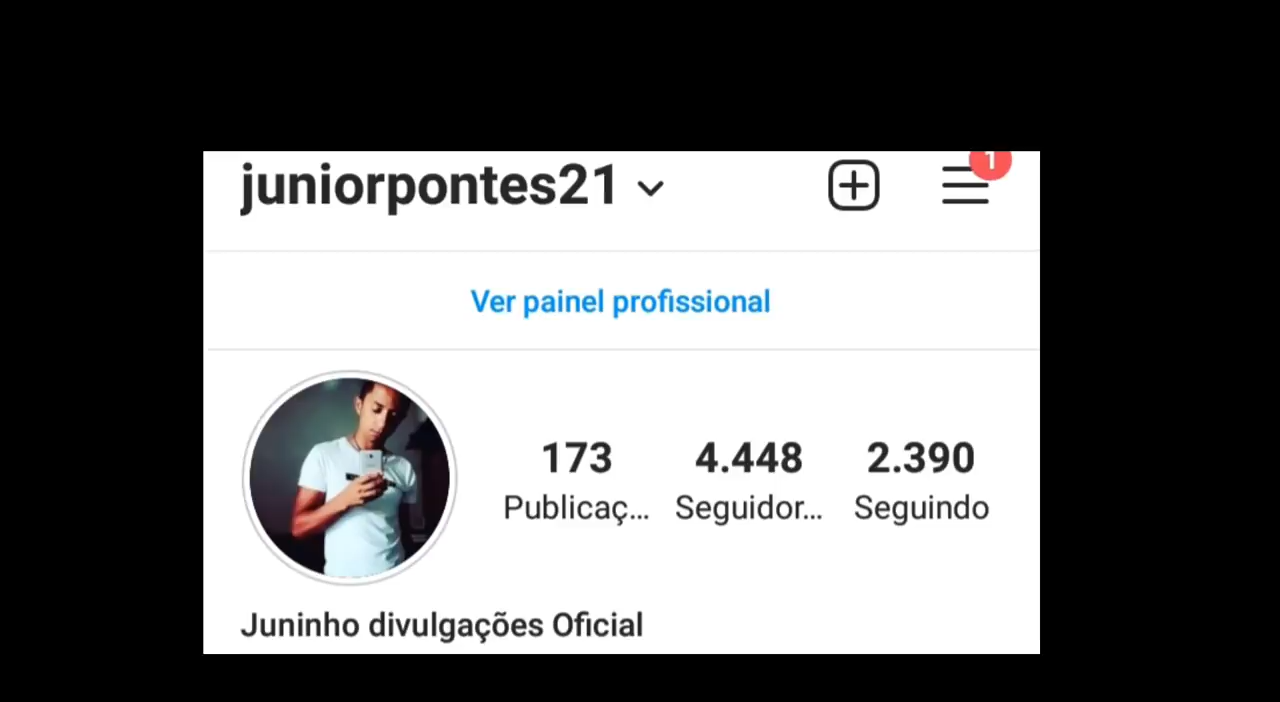 juniorpontes21
1
Ver painel profissional
173 4.448 2.390
Publicaç... Seguidor... Seguindo
Juninho divulgações Oficial